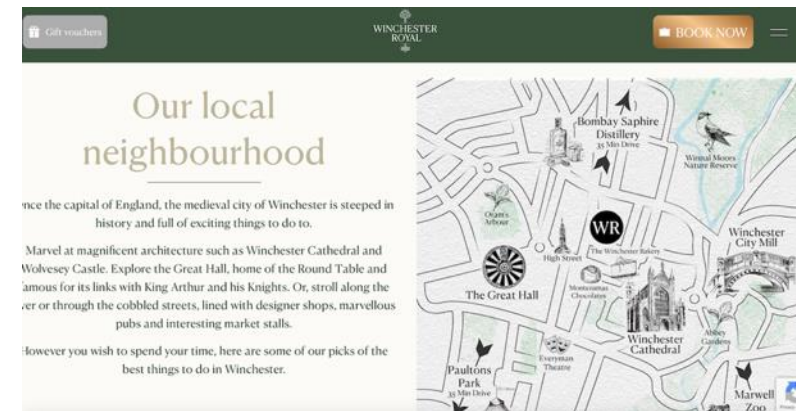 Gift vouchers
WINCHESTER
ROYAL
BOOK NOW
Our local
neighbourhood
nce the capital of England, the medieval city of Winchester is steeped in
history and full of exciting things to do to.
Marvel at magnificent architecture such as Winchester Cathedral and
Wolvesey Castle. Explore the Great Hall, home of the Round Table and
famous for its links with King Arthur and his Knights. Or, stroll along the
ver or through the cobbled streets, lined with designer shops, marvellous
pubs and interesting market stalls.
However you wish to spend your time, here are some of our picks of the
best things to do in Winchester.
Bombay Saphire
Distillery
35 Min Drive
Winnal Moors
Nature Reserve
Oram's
Arbour
WR
The Winchester Bakery
High Street
Winchester
City Mill
The Great Hall
Chocolates
Winchester
Cathedral
Abbey
Gardens
Everyman
Theatre
Paultons
Park
35 Min Drive
Marwell
Zoo